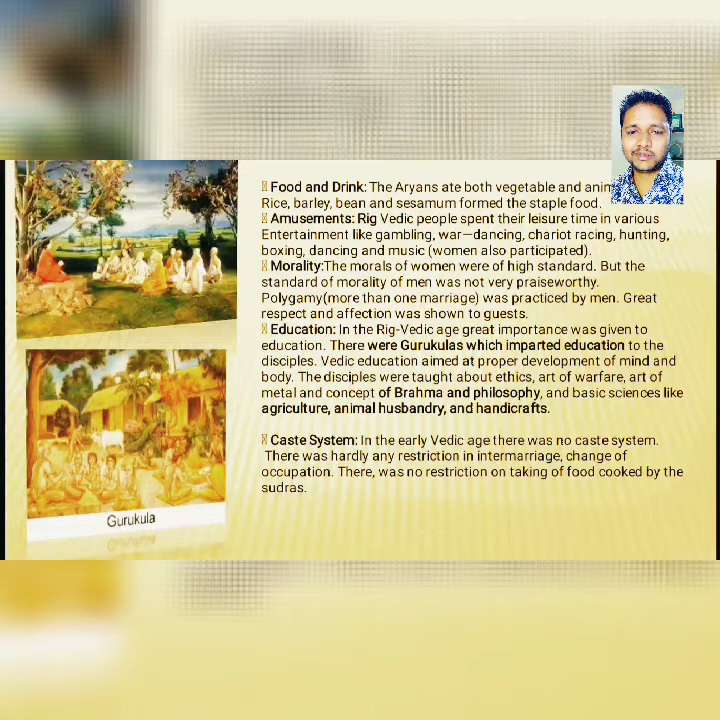 Food and Drink: The Aryans ate both vegetable and
Rice, barley, bean and sesamum formed the staple food.
Amusements: Rig Vedic people spent their leisure time in various
Entertainment like gambling, war—dancing, chariot racing, hunting,
boxing, dancing and music (women also participated).
Morality:The morals of women were of high standard. But the
standard of morality of men was not very praiseworthy.
Polygamy(more than one marriage) was practiced by men. Great
respect and affection was shown to guests.
Education: In the Rig-Vedic age great importance was given to
education. There were Gurukulas which imparted education to the
disciples. Vedic education aimed at proper development of mind and
body. The disciples were taught about ethics, art of warfare, art of
metal and concept of Brahma and philosophy, and basic sciences like
agriculture, animal husbandry, and handicrafts.
Caste System: In the early Vedic age there was no caste system.
There was hardly any restriction in intermarriage, change of
occupation. There, was no restriction on taking of food cooked by the
sudras.
Gurukula